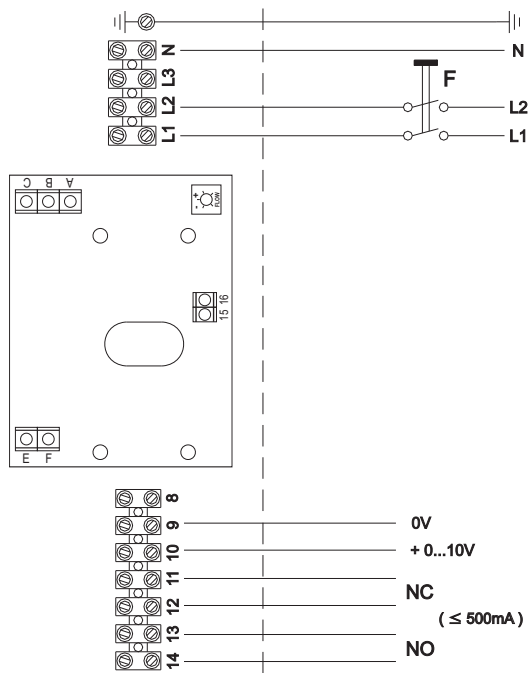 N N
L3
F
L2 L2
L1 L1
C B A
- +
FLOW
15 16
E F
8
9 0V
10 + 0...10V
11
NC
12
( ≤ 500mA )
13
NO
14